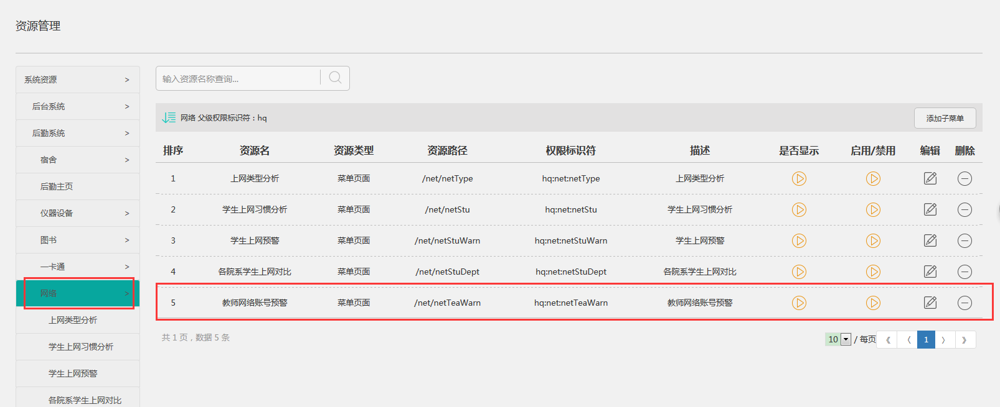 资源管理
系统资源 >
后台系统 >
后勤系统 >
宿舍 >
后勤主页
仪器设备 >
图书 >
一卡通 >
网络 >
上网类型分析
学生上网习惯分析
学生上网预警
各院系学生上网对比
输入资源名称查询...
网络 父级权限标识符：hq
添加子菜单
排序 资源名 资源类型 资源路径 权限标识符 描述 是否显示 启用/禁用 编辑 删除
1 上网类型分析 菜单页面 /net/netType hq:net:netType 上网类型分析
2 学生上网习惯分析 菜单页面 /net/netStu hq:net:netStu 学生上网习惯分析
3 学生上网预警 菜单页面 /net/netStuWarn hq:net:netStuWarn 学生上网预警
4 各院系学生上网对比 菜单页面 /net/netStuDept hq:net:netStuDept 各院系学生上网对比
5 教师网络账号预警 菜单页面 /net/netTeaWarn hq:net:netTeaWarn 教师网络账号预警
共 1 页，数据 5 条
10 / 每页 《 〈 1 〉 》